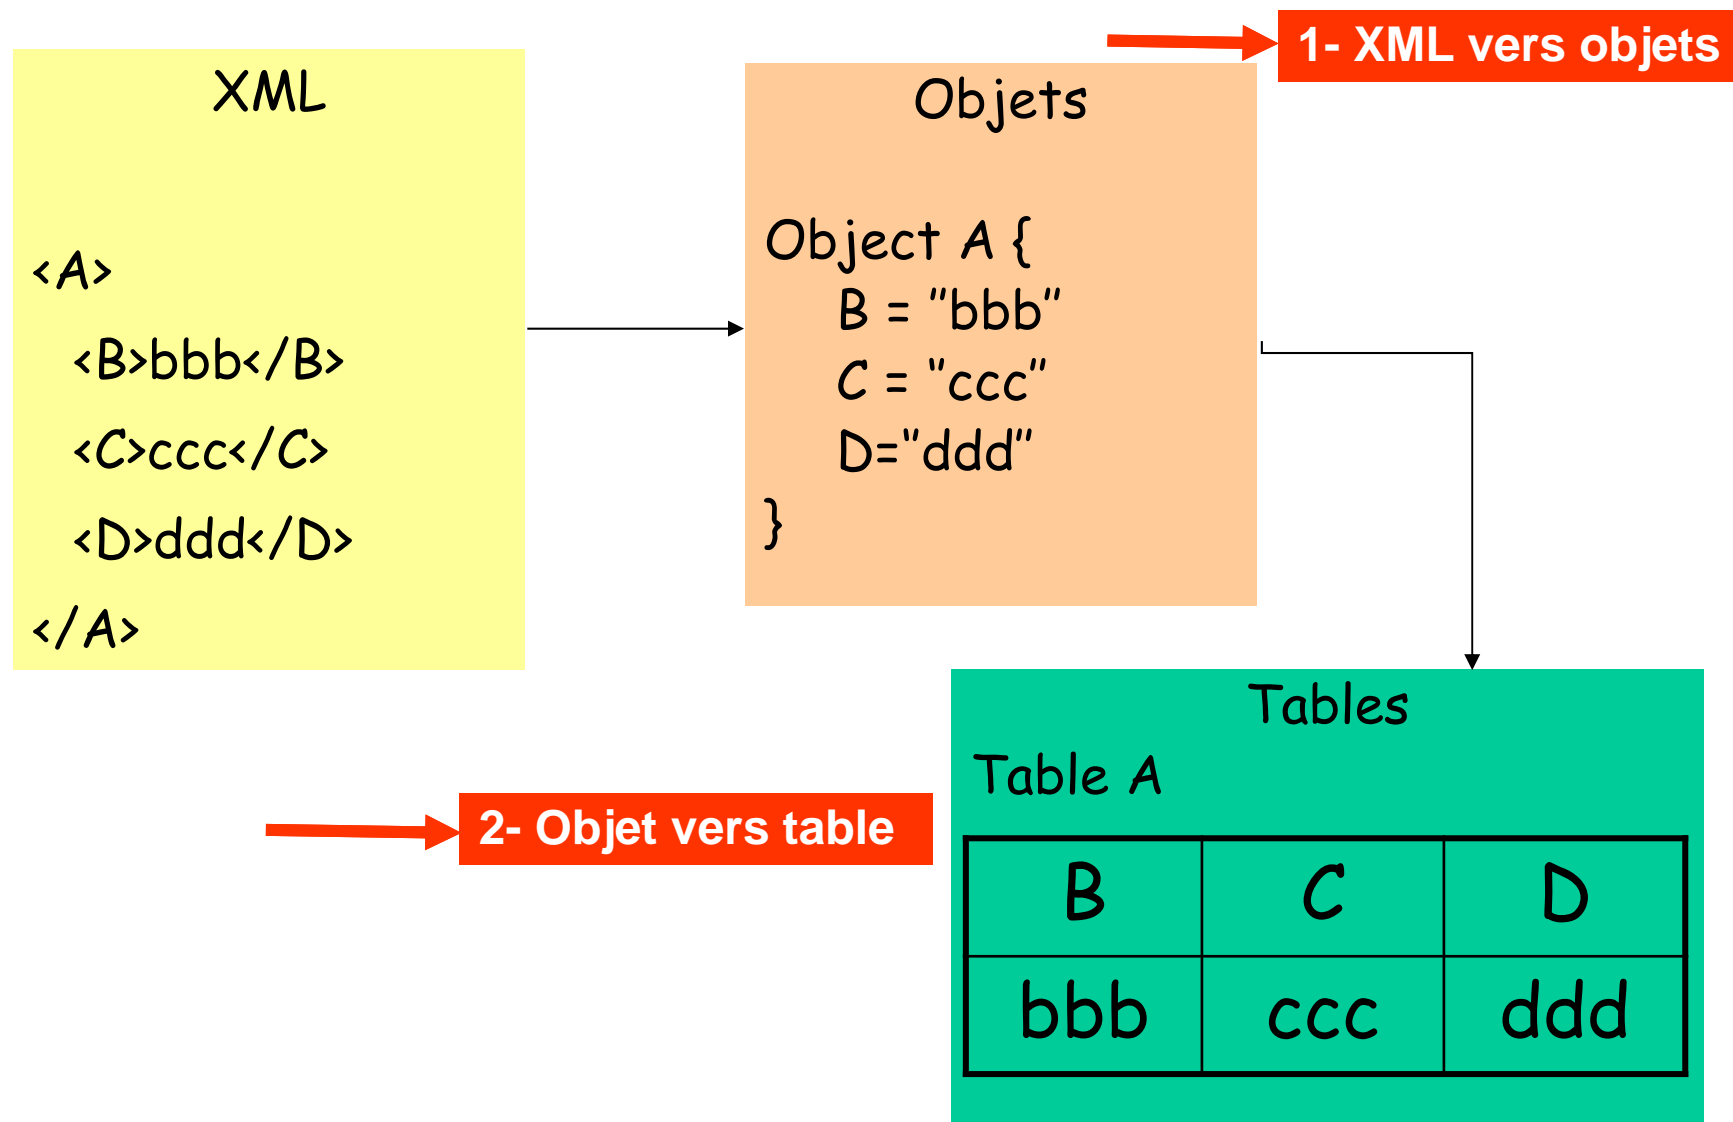 1- XML vers objets
XML
<A>
<B>bbb</B>
<C>ccc</C>
<D>ddd</D>
</A>
Objets
Object A {
B = "bbb"
C = "ccc"
D="ddd"
}
2- Objet vers table
Tables
Table A
B C D
bbb ccc ddd